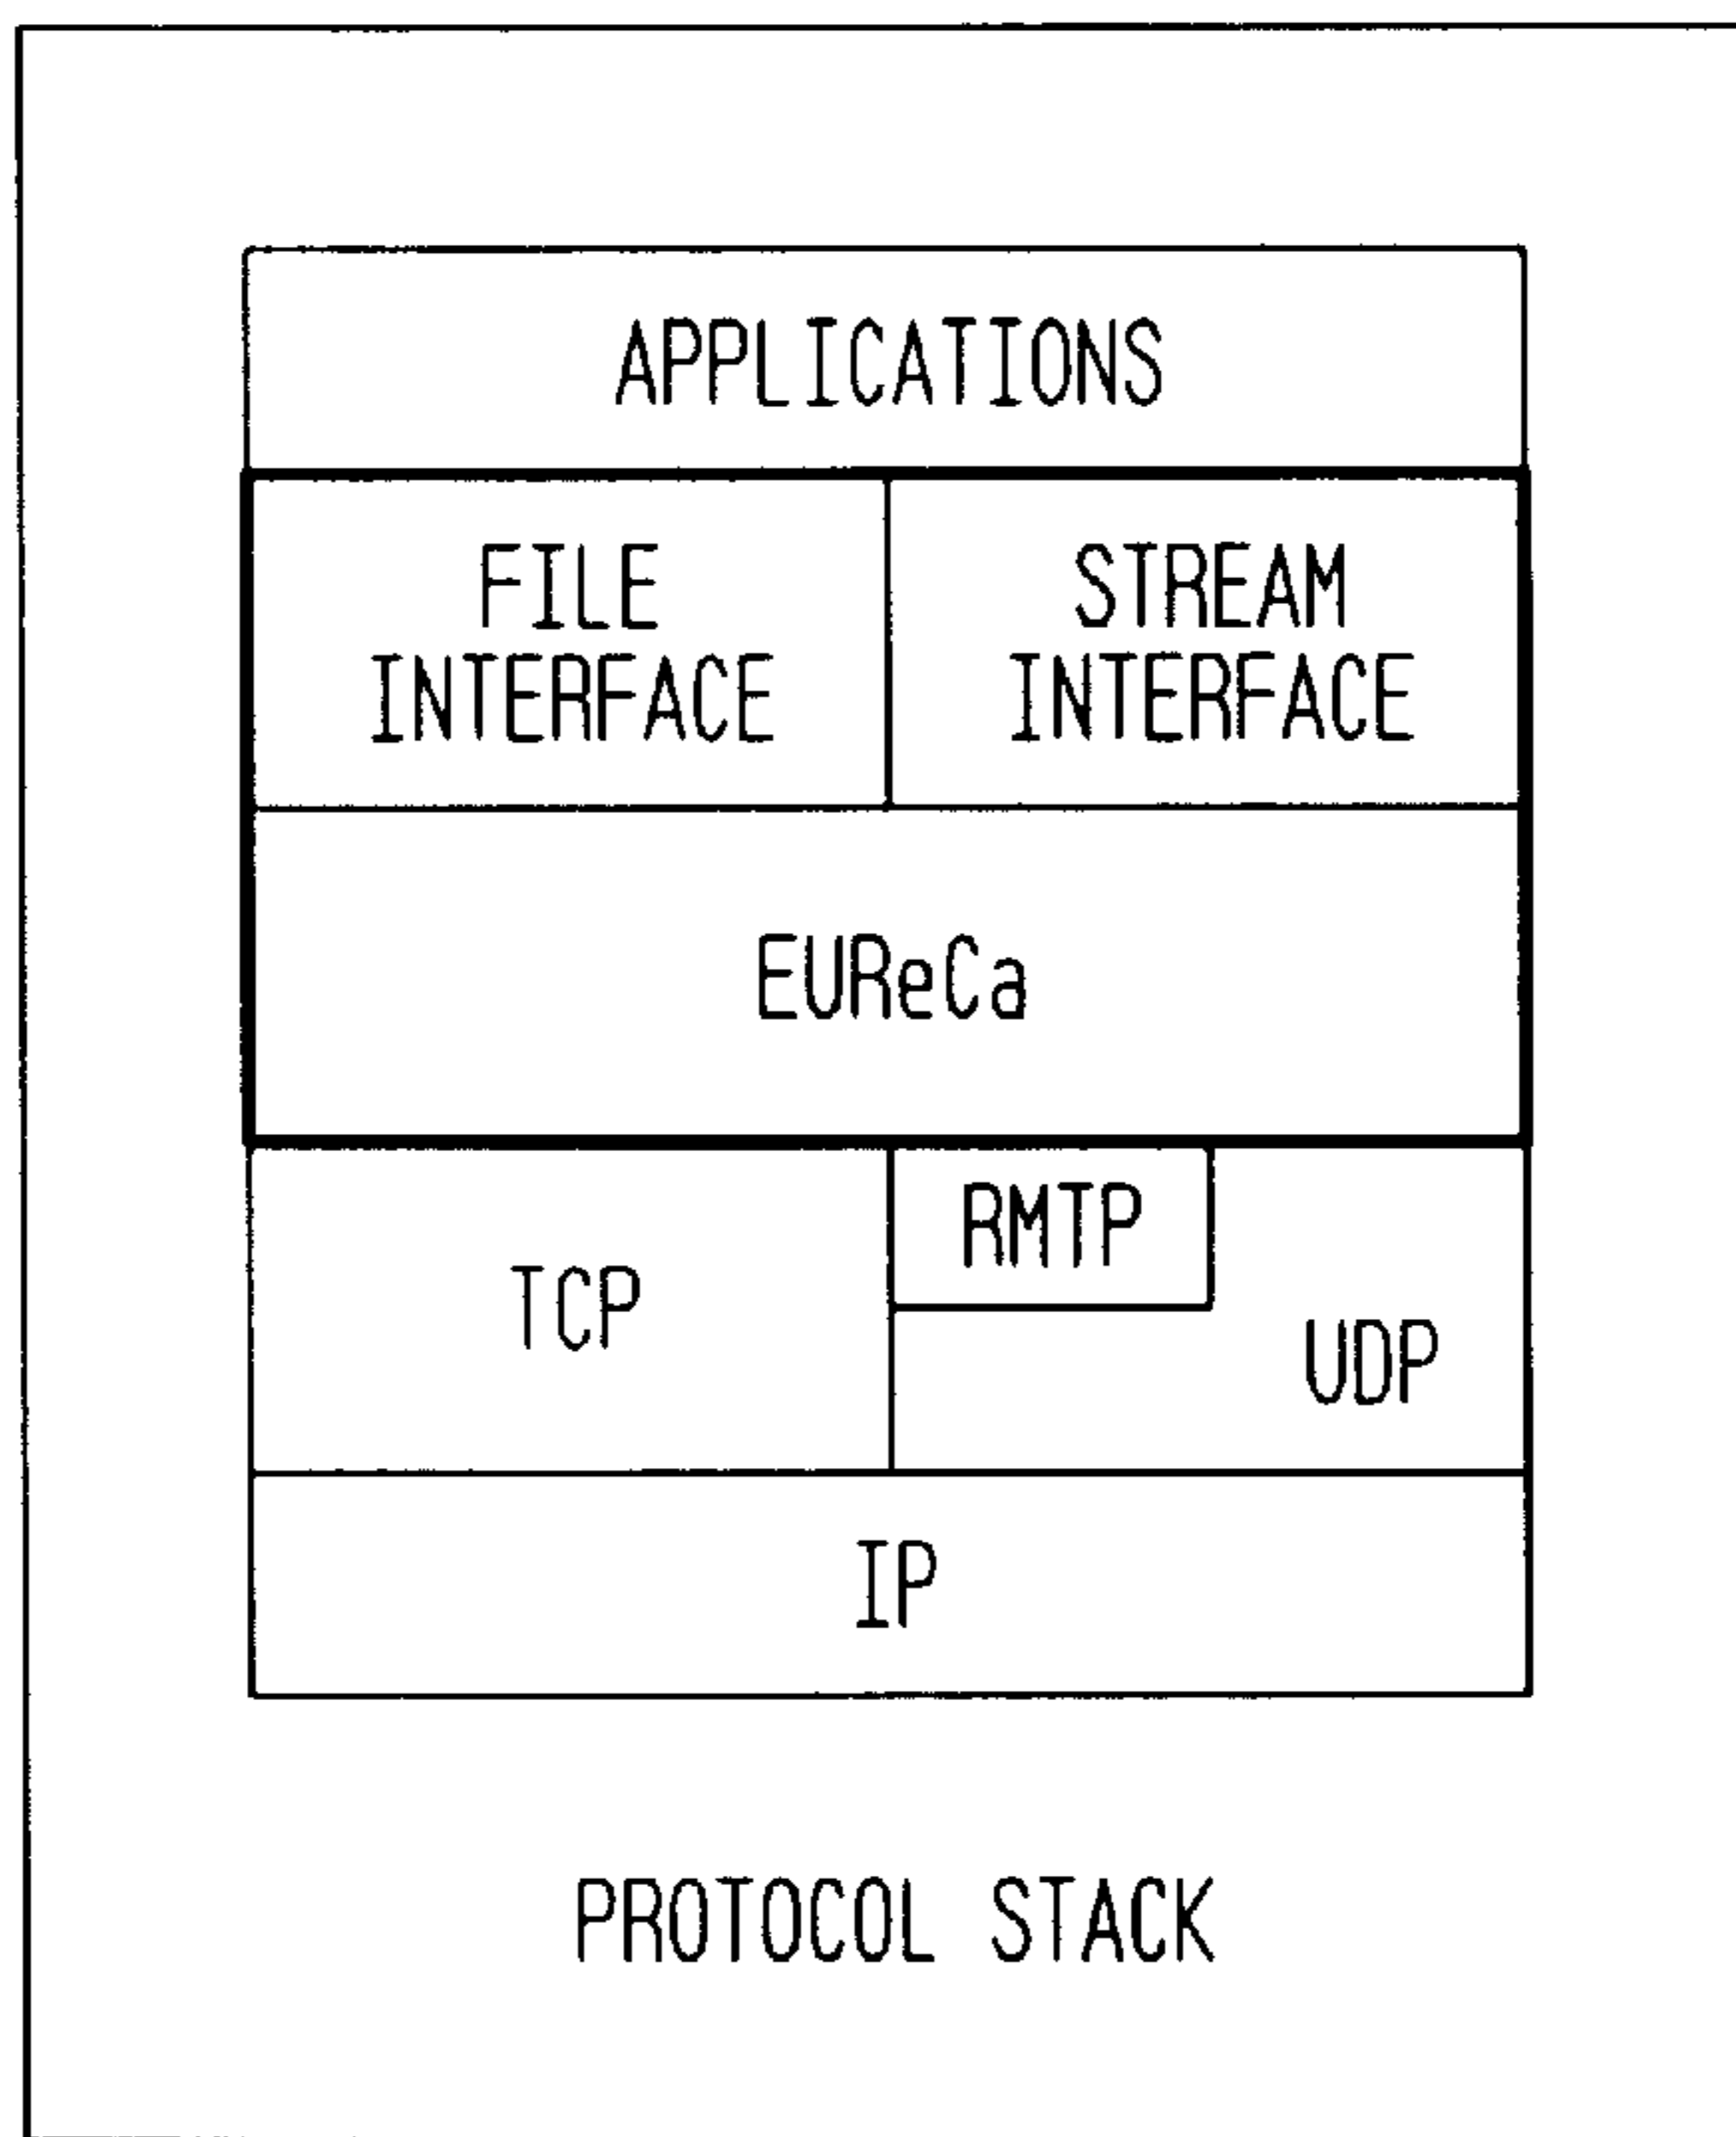 APPLICATIONS
FILE
INTERFACE
STREAM
INTERFACE
EUReCa
RMTP
TCP
UDP
IP
PROTOCOL STACK